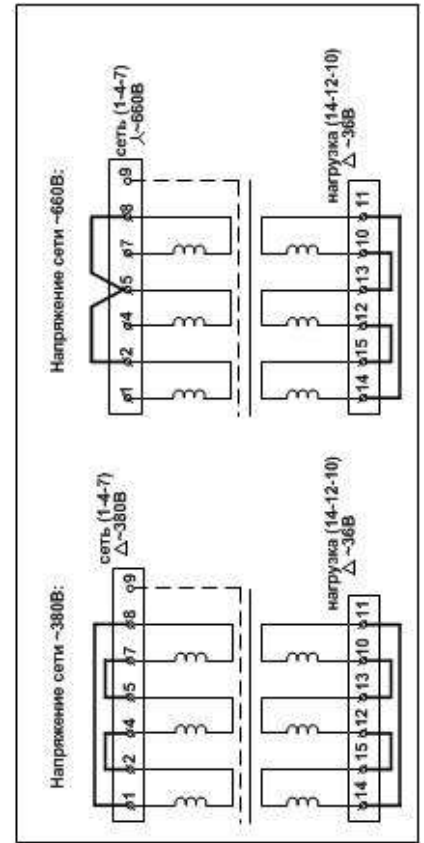 Напряжение сети ~380В:
сеть (1-4-7)
△~380В
1 2 4 5 7 8 9
14 15 12 13 10 11
нагрузка (14-12-10)
△ ~36В
Напряжение сети ~660В:
сеть (1-4-7)
⅄~660В
1 2 4 5 7 8 9
14 15 12 13 10 11
нагрузка (14-12-10)
△ ~36В